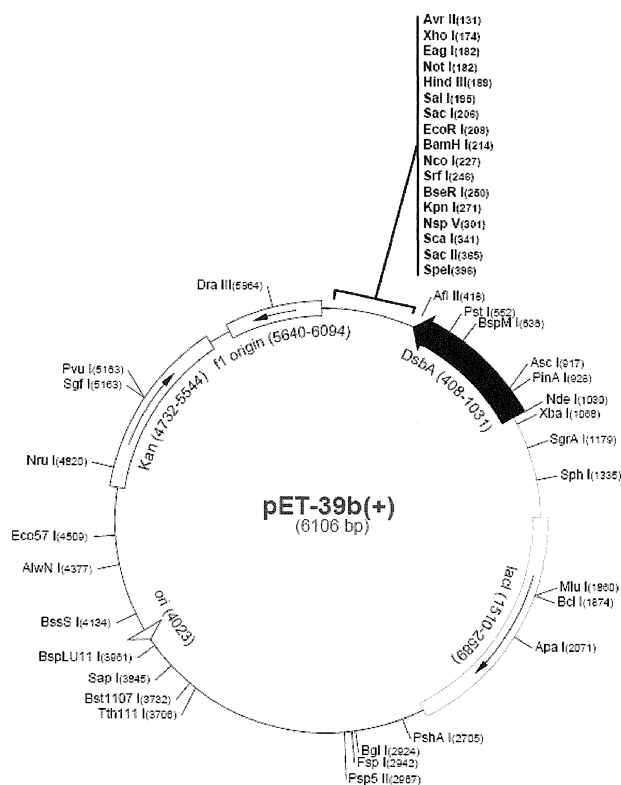 Avr II(131)
Xho I(174)
Eag I(182)
Not I(182)
Hind III(189)
Sal I(195)
Sac I(206)
EcoR I(208)
BamH I(214)
Nco I(227)
Srf I(246)
BseR I(250)
Kpn I(271)
Nsp V(301)
Sca I(341)
Sac II(365)
SpeI(396)
Dra III(5864)
Afl II(418)
Pst I(552)
BspM I(638)
f1 origin (5640-6094)
DsbA (408-1031)
Asc I(917)
PinA I(928)
Nde I(1030)
Xba I(1068)
SgrA I(1179)
Sph I(1335)
Pvu I(5163)
Sgf I(5163)
Kan (4732-5544)
Nru I(4820)
pET-39b(+)
(6106 bp)
Eco57 I(4509)
AlwN I(4377)
ori (4023)
lacI (1510-2589)
Mlu I(1860)
Bcl I(1874)
BssS I(4134)
Apa I(2071)
BspLU11 I(3961)
Sap I(3845)
Bst1107 I(3732)
Tth111 I(3706)
PshA I(2705)
Bgl I(2924)
Fsp I(2942)
Psp5 II(2967)